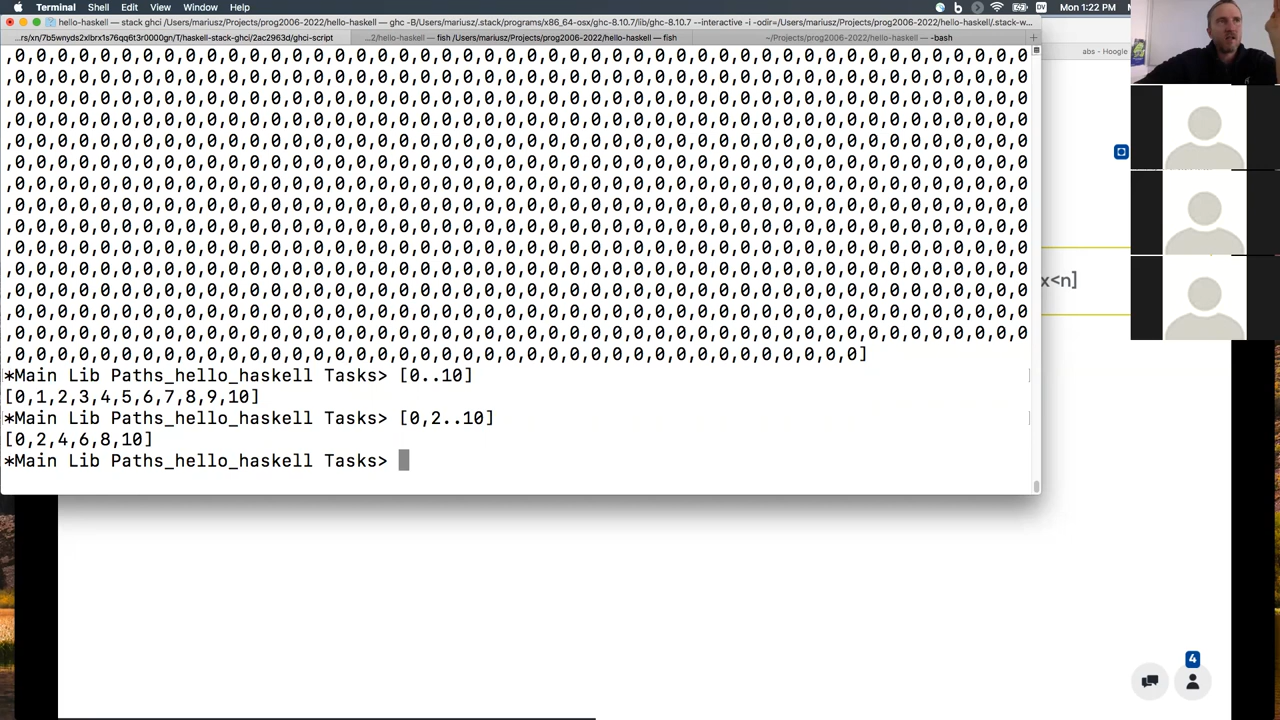 Terminal Shell Edit View Window Help
DV Mon 1:22 PM
hello-haskell — stack ghci /Users/mariusz/Projects/prog2006-2022/hello-haskell — ghc -B/Users/mariusz/.stack/programs/x86_64-osx/ghc-8.10.7/lib/ghc-8.10.7 --interactive -i -odir=/Users/mariusz/Projects/prog2006-2022/hello-haskell/.stack-w...
...rs/xn/7b5wnyds2xlbrx1s76qq6t3r0000gn/T/haskell-stack-ghci/2ac2963d/ghci-script
...2/hello-haskell — fish /Users/mariusz/Projects/prog2006-2022/hello-haskell — fish
~/Projects/prog2006-2022/hello-haskell — -bash
+
abs - Hoogle
,0,0,0,0,0,0,0,0,0,0,0,0,0,0,0,0,0,0,0,0,0,0,0,0,0,0,0,0,0,0,0,0,0,0,0,0,0,0,0,0,0,0,0,0,0,0,0,0
,0,0,0,0,0,0,0,0,0,0,0,0,0,0,0,0,0,0,0,0,0,0,0,0,0,0,0,0,0,0,0,0,0,0,0,0,0,0,0,0,0,0,0,0,0,0,0,0
,0,0,0,0,0,0,0,0,0,0,0,0,0,0,0,0,0,0,0,0,0,0,0,0,0,0,0,0,0,0,0,0,0,0,0,0,0,0,0,0,0,0,0,0,0,0,0,0
,0,0,0,0,0,0,0,0,0,0,0,0,0,0,0,0,0,0,0,0,0,0,0,0,0,0,0,0,0,0,0,0,0,0,0,0,0,0,0,0,0,0,0,0,0,0,0,0
,0,0,0,0,0,0,0,0,0,0,0,0,0,0,0,0,0,0,0,0,0,0,0,0,0,0,0,0,0,0,0,0,0,0,0,0,0,0,0,0,0,0,0,0,0,0,0,0
,0,0,0,0,0,0,0,0,0,0,0,0,0,0,0,0,0,0,0,0,0,0,0,0,0,0,0,0,0,0,0,0,0,0,0,0,0,0,0,0,0,0,0,0,0,0,0,0
,0,0,0,0,0,0,0,0,0,0,0,0,0,0,0,0,0,0,0,0,0,0,0,0,0,0,0,0,0,0,0,0,0,0,0,0,0,0,0,0,0,0,0,0,0,0,0,0
,0,0,0,0,0,0,0,0,0,0,0,0,0,0,0,0,0,0,0,0,0,0,0,0,0,0,0,0,0,0,0,0,0,0,0,0,0,0,0,0,0,0,0,0,0,0,0,0
,0,0,0,0,0,0,0,0,0,0,0,0,0,0,0,0,0,0,0,0,0,0,0,0,0,0,0,0,0,0,0,0,0,0,0,0,0,0,0,0,0,0,0,0,0,0,0,0
,0,0,0,0,0,0,0,0,0,0,0,0,0,0,0,0,0,0,0,0,0,0,0,0,0,0,0,0,0,0,0,0,0,0,0,0,0,0,0,0,0,0,0,0,0,0,0,0
,0,0,0,0,0,0,0,0,0,0,0,0,0,0,0,0,0,0,0,0,0,0,0,0,0,0,0,0,0,0,0,0,0,0,0,0,0,0,0,0,0,0,0,0,0,0,0,0
,0,0,0,0,0,0,0,0,0,0,0,0,0,0,0,0,0,0,0,0,0,0,0,0,0,0,0,0,0,0,0,0,0,0,0,0,0,0,0,0,0,0,0,0,0,0,0,0
,0,0,0,0,0,0,0,0,0,0,0,0,0,0,0,0,0,0,0,0,0,0,0,0,0,0,0,0,0,0,0,0,0,0,0,0,0,0,0,0,0,0,0,0,0,0,0,0
,0,0,0,0,0,0,0,0,0,0,0,0,0,0,0,0,0,0,0,0,0,0,0,0,0,0,0,0,0,0,0,0,0,0,0,0,0,0,0,0,0,0,0,0,0,0,0,0
,0,0,0,0,0,0,0,0,0,0,0,0,0,0,0,0,0,0,0,0,0,0,0,0,0,0,0,0,0,0,0,0,0,0,0,0,0,0,0,0]
x<n]
*Main Lib Paths_hello_haskell Tasks> [0..10]
[0,1,2,3,4,5,6,7,8,9,10]
*Main Lib Paths_hello_haskell Tasks> [0,2..10]
[0,2,4,6,8,10]
*Main Lib Paths_hello_haskell Tasks>
4